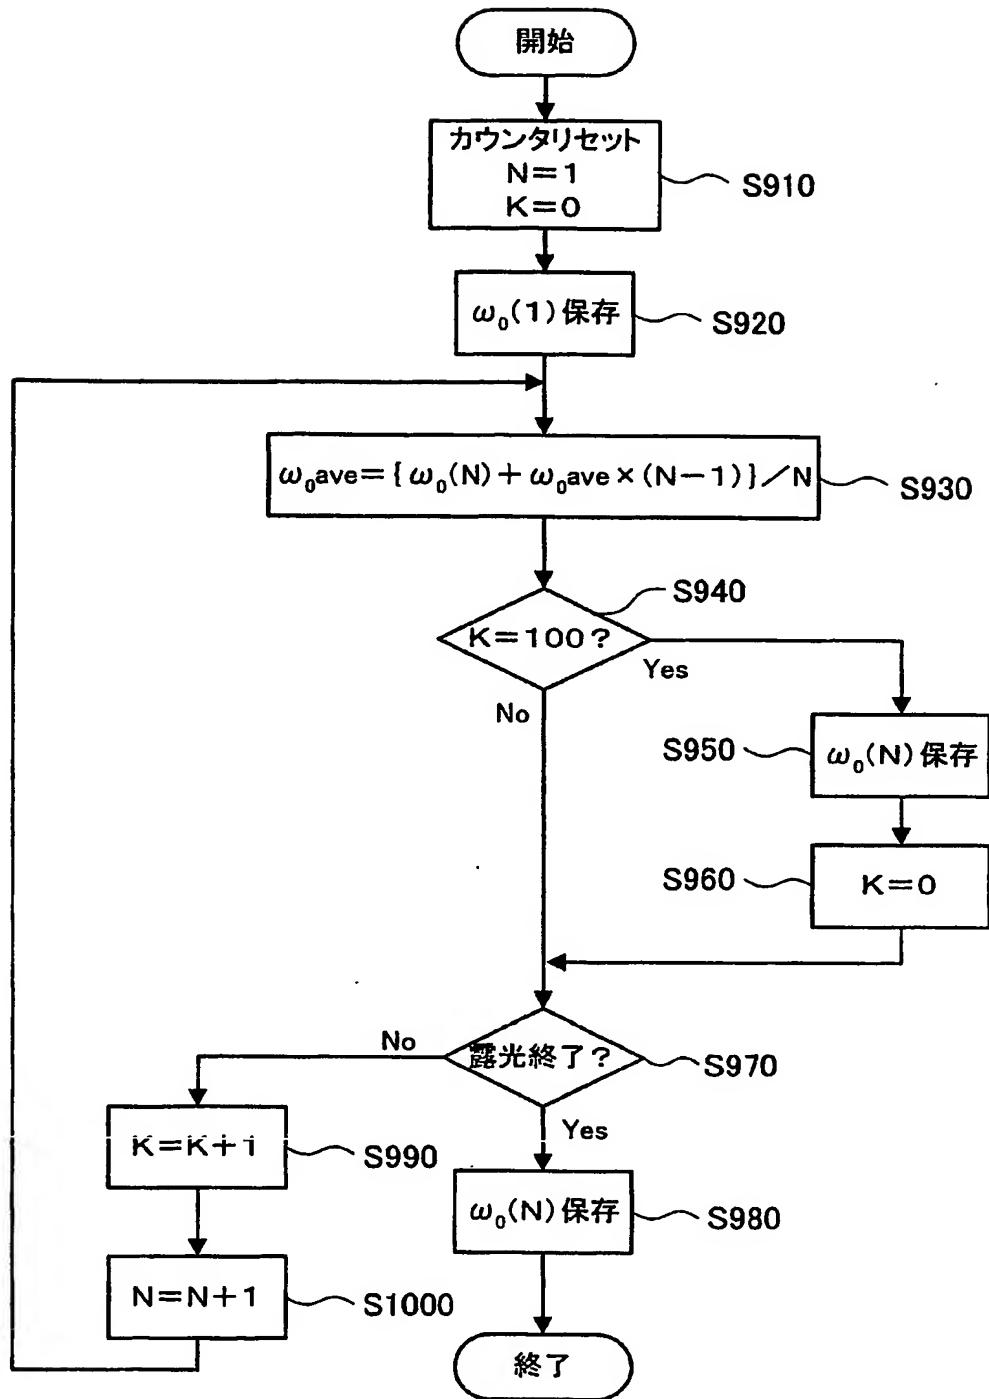 開始
カウンタリセット
N=1
K=0
S910
ω₀(1)保存
S920
ω₀ave={ω₀(N)+ω₀ave×(N-1)}/N
S930
S940
K=100?
Yes
No
S950
ω₀(N)保存
S960
K=0
No
露光終了?
S970
Yes
K=K+1
S990
ω₀(N)保存
S980
N=N+1
S1000
終了